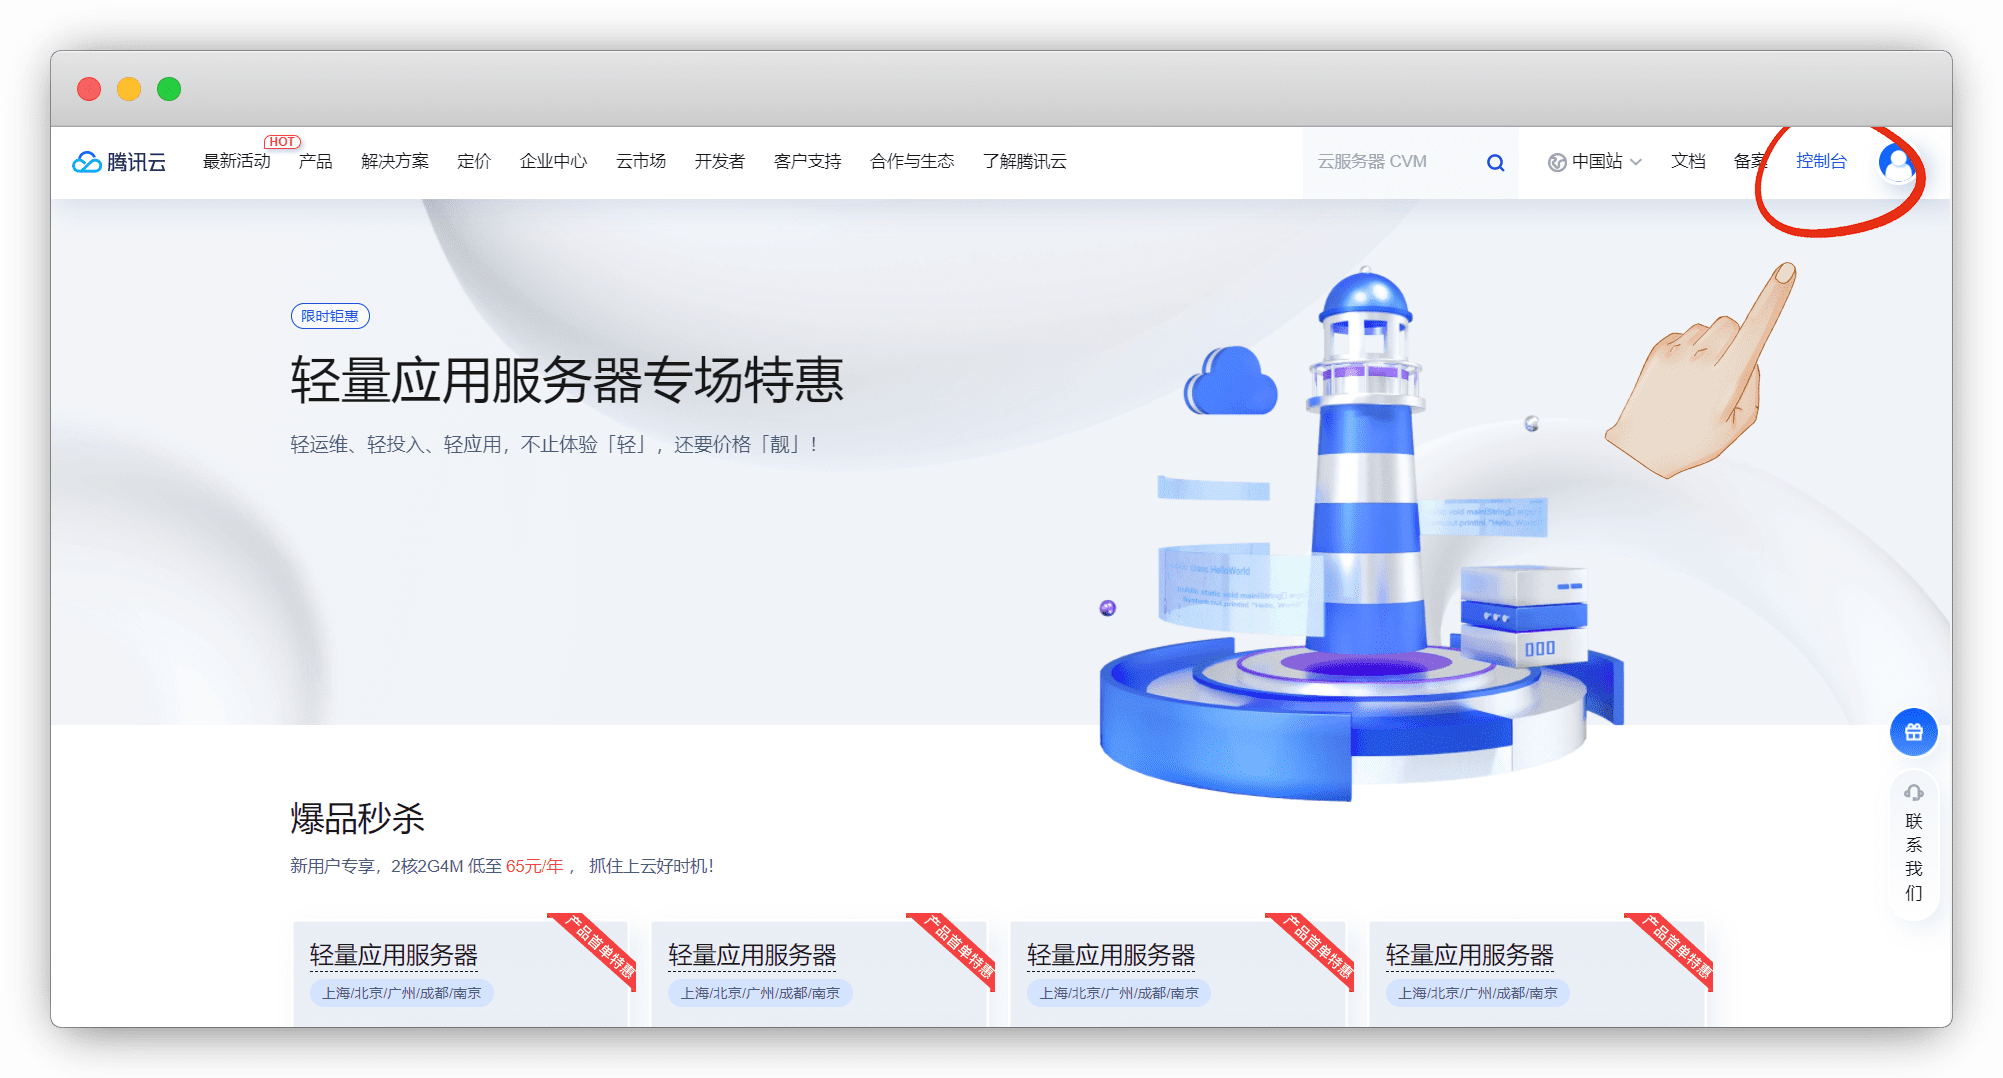 HOT
腾讯云 最新活动 产品 解决方案 定价 企业中心 云市场 开发者 客户支持 合作与生态 了解腾讯云 云服务器 CVM 中国站 文档 备案 控制台
限时钜惠
轻量应用服务器专场特惠
轻运维、轻投入、轻应用，不止体验「轻」，还要价格「靓」！
HelloWorld
爆品秒杀
新用户专享，2核2G4M 低至 65元/年 ， 抓住上云好时机！
联系我们
轻量应用服务器 产品首单特惠
上海/北京/广州/成都/南京
轻量应用服务器 产品首单特惠
上海/北京/广州/成都/南京
轻量应用服务器 产品首单特惠
上海/北京/广州/成都/南京
轻量应用服务器 产品首单特惠
上海/北京/广州/成都/南京